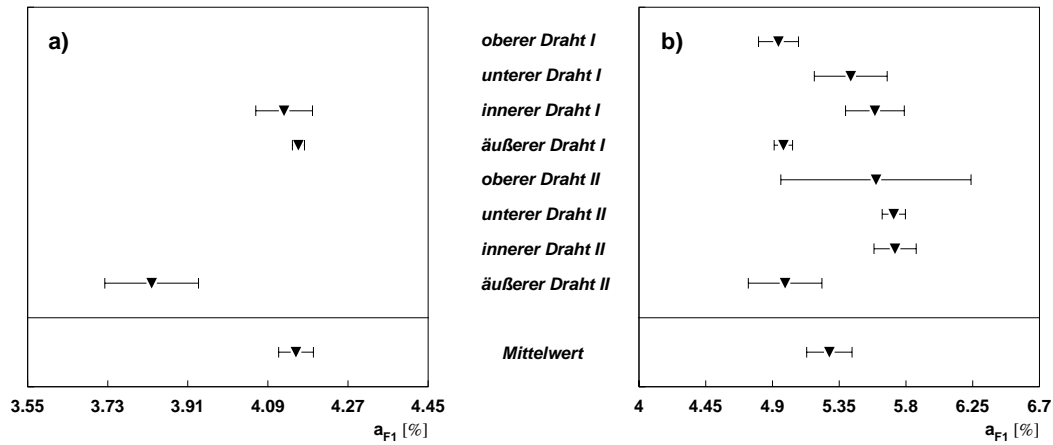 a)
b)
oberer Draht I
unterer Draht I
innerer Draht I
äußerer Draht I
oberer Draht II
unterer Draht II
innerer Draht II
äußerer Draht II
Mittelwert
3.55 3.73 3.91 4.09 4.27 4.45
4 4.45 4.9 5.35 5.8 6.25 6.7
a_F1 [%]
a_F1 [%]